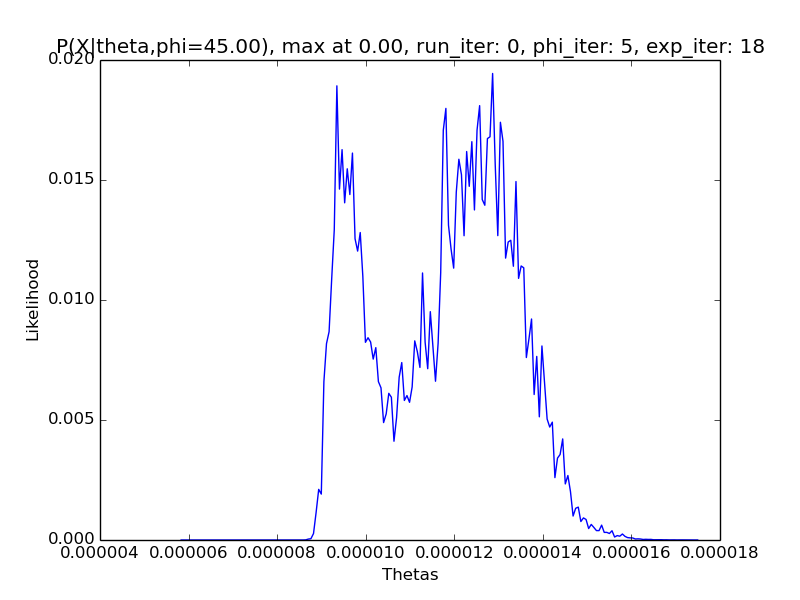 P(X|theta,phi=45.00), max at 0.00, run_iter: 0, phi_iter: 5, exp_iter: 18
0.020
0.015
0.010
0.005
0.000
Likelihood
0.000004 0.000006 0.000008 0.000010 0.000012 0.000014 0.000016 0.000018
Thetas